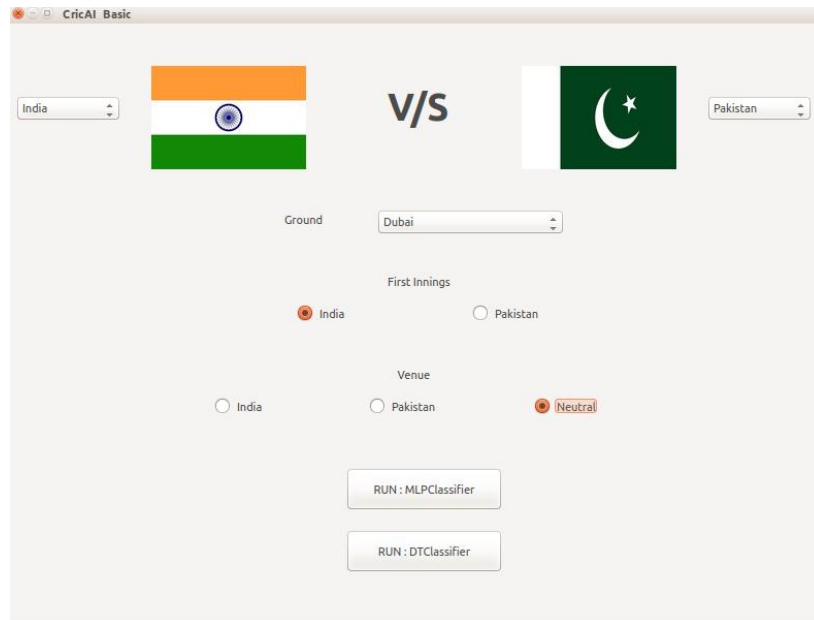 CricAI Basic
India
V/S
Pakistan
Ground
Dubai
First Innings
India
Pakistan
Venue
India
Pakistan
Neutral
RUN : MLPClassifier
RUN : DTClassifier